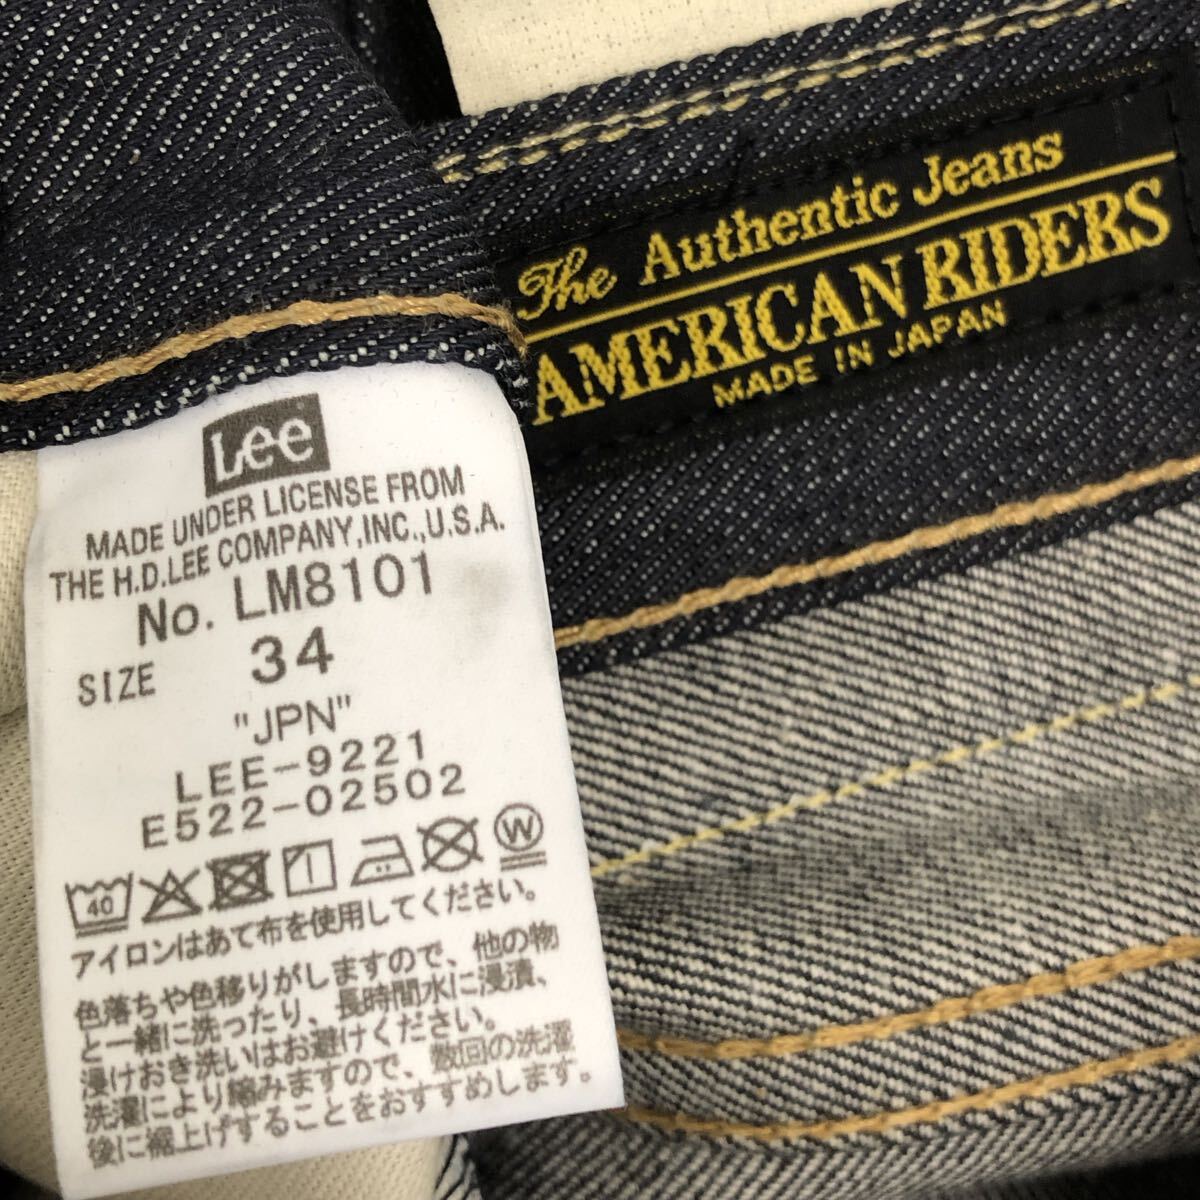 The Authentic Jeans
AMERICAN RIDERS
MADE IN JAPAN
Lee
MADE UNDER LICENSE FROM
THE H.D.LEE COMPANY,INC.,U.S.A.
No. LM8101
SIZE 34
"JPN"
LEE-9221
E522-02502
40 W
アイロンはあて布を使用してください。
色落ちや色移りがしますので、他の物
と一緒に洗ったり、長時間水に浸漬、
浸けおき洗いはお避けください。
洗濯により縮みますので、数回の洗濯
後に裾上げすることをおすすめします。